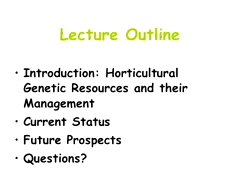 Lecture Outline
• Introduction: Horticultural
Genetic Resources and their
Management
• Current Status
• Future Prospects
• Questions?